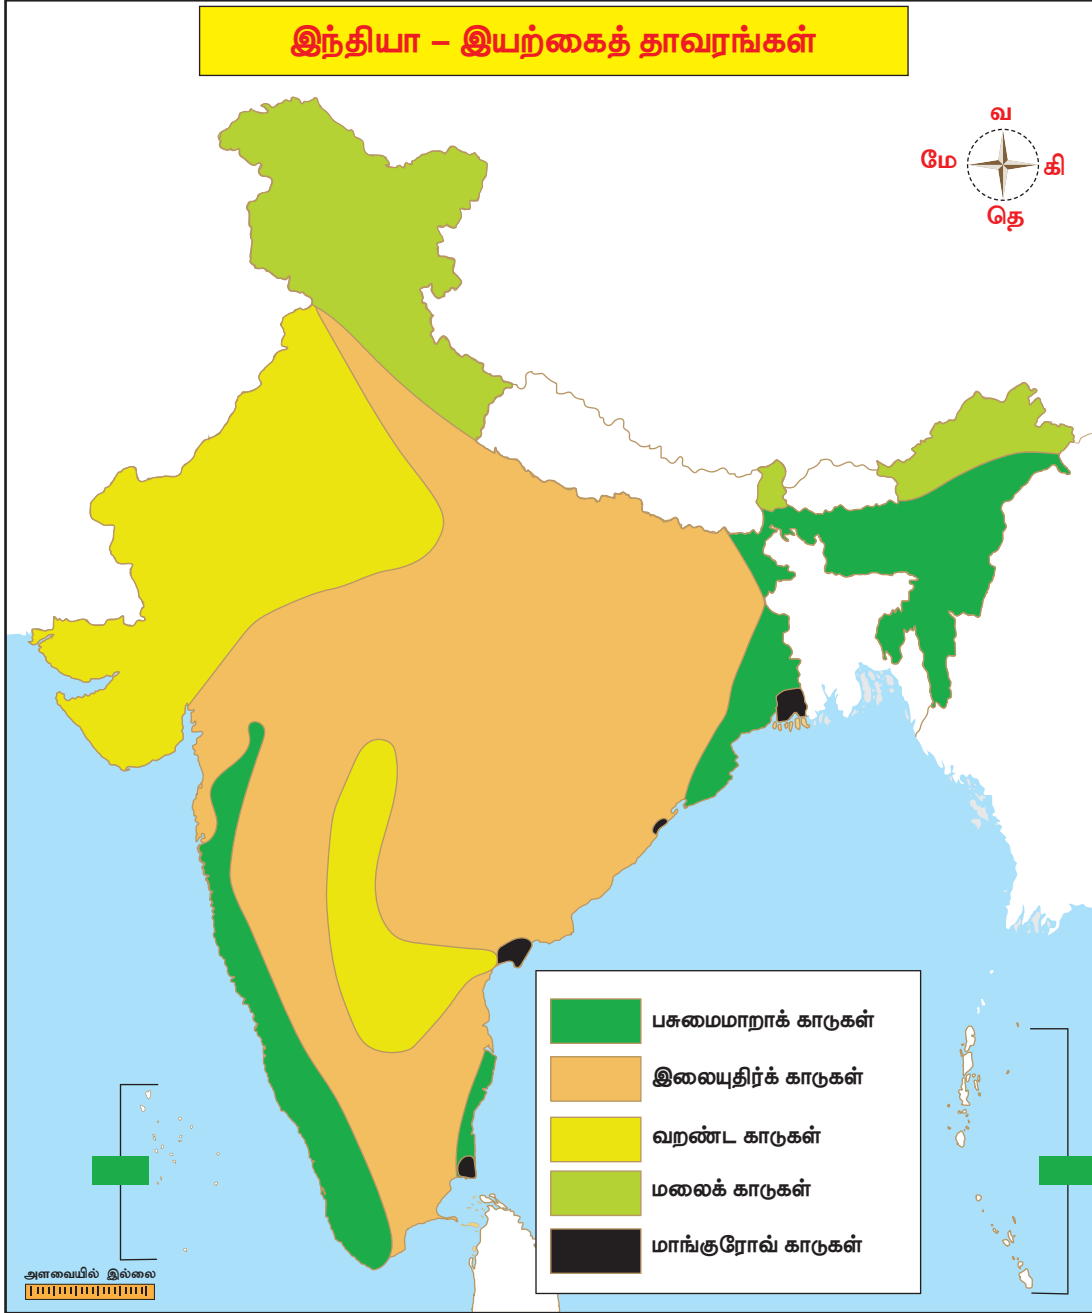 இந்தியா – இயற்கைத் தாவரங்கள்
வ
மே
கி
தெ
பசுமைமாறாக் காடுகள்
இலையுதிர்க் காடுகள்
வறண்ட காடுகள்
மலைக் காடுகள்
மாங்குரோவ் காடுகள்
அளவையில் இல்லை